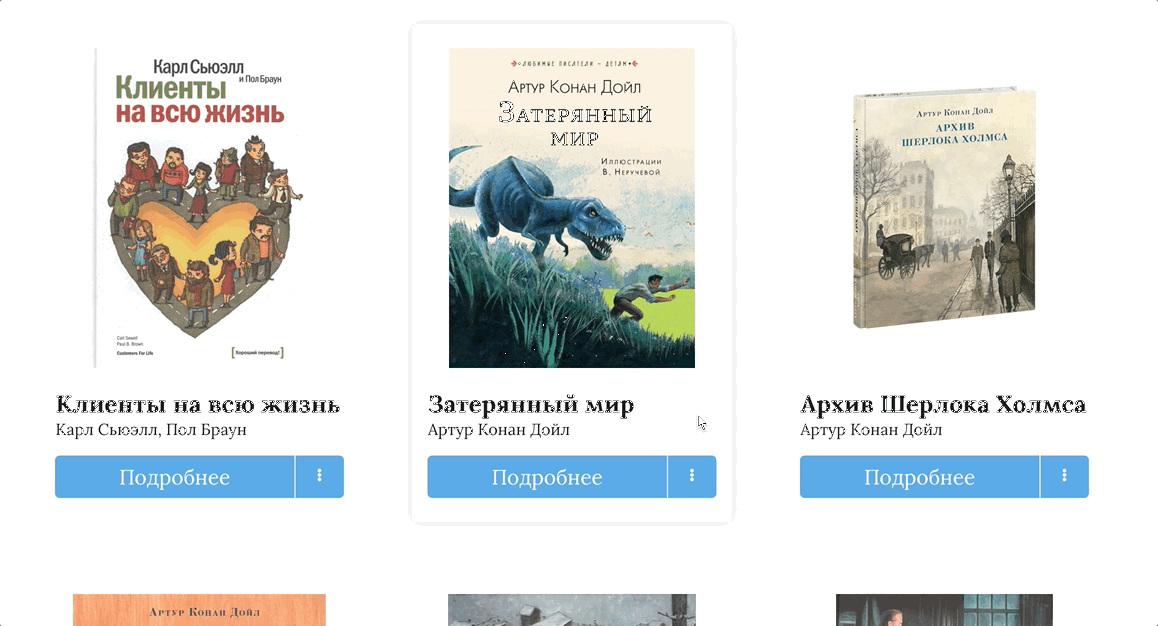 Карл Сьюэлл
и Пол Браун
Клиенты
на всю жизнь
Carl Sewell
Paul B. Brown
Customers For Life
[Хороший перевод!]
Клиенты на всю жизнь
Карл Сьюэлл, Пол Браун
Подробнее
ЛЮБИМЫЕ ПИСАТЕЛИ – ДЕТЯМ
Артур Конан Дойл
Затерянный
мир
Иллюстрации
В. Неручевой
Затерянный мир
Артур Конан Дойл
Подробнее
Артур Конан Дойл
АРХИВ
ШЕРЛОКА ХОЛМСА
Архив Шерлока Холмса
Артур Конан Дойл
Подробнее
Артур Конан Дойл